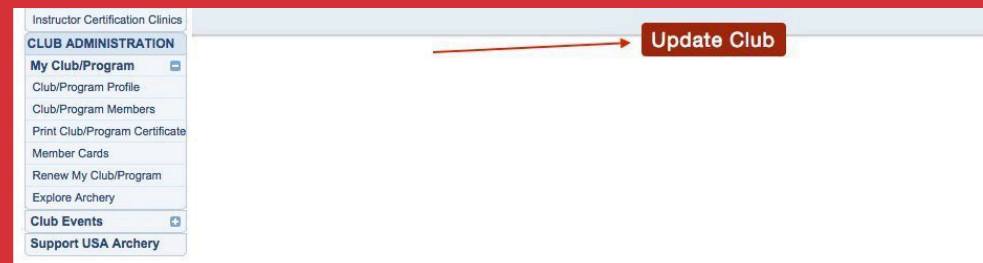 Instructor Certification Clinics
CLUB ADMINISTRATION
My Club/Program
Club/Program Profile
Club/Program Members
Print Club/Program Certificate
Member Cards
Renew My Club/Program
Explore Archery
Club Events
Support USA Archery
Update Club